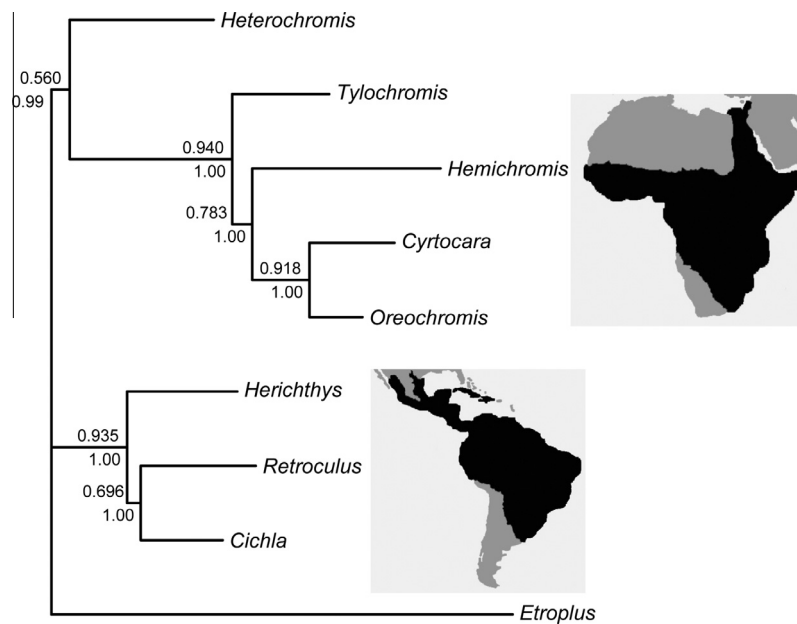 Heterochromis
0.560
0.99
Tylochromis
0.940
1.00
Hemichromis
0.783
1.00
Cyrtocara
0.918
1.00
Oreochromis
Herichthys
0.935
1.00
Retroculus
0.696
1.00
Cichla
Etroplus